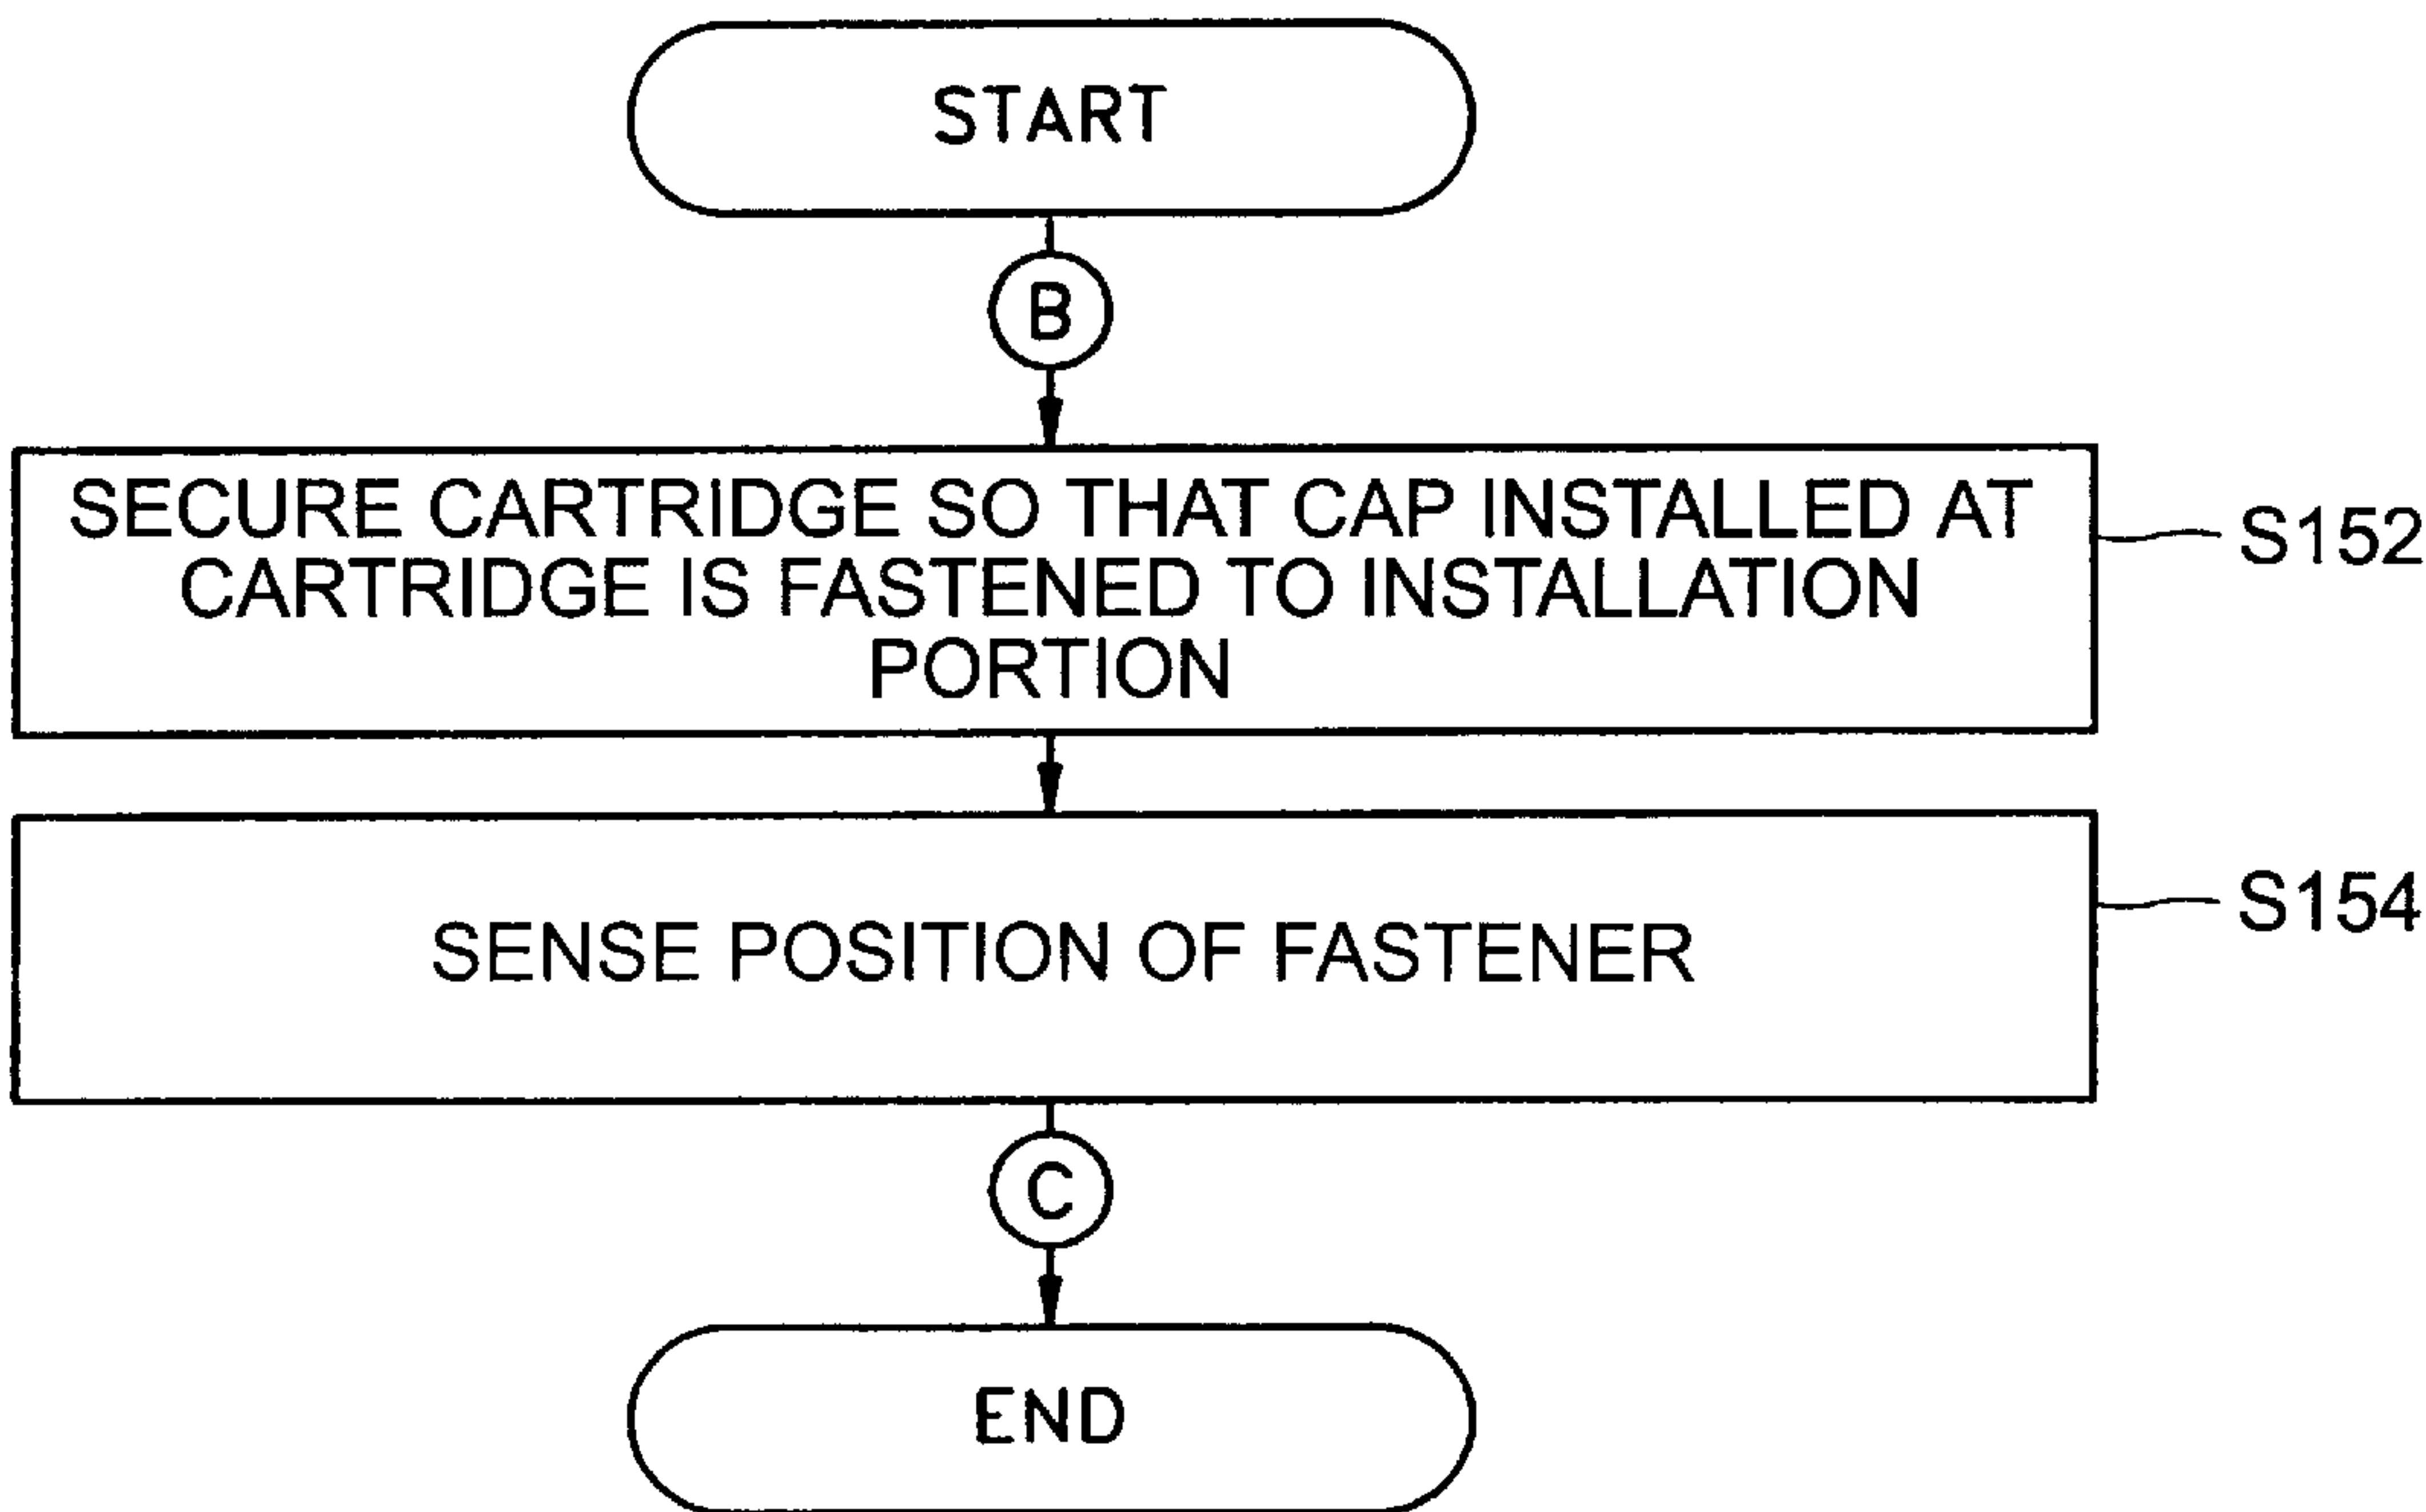 START
B
SECURE CARTRIDGE SO THAT CAP INSTALLED AT
CARTRIDGE IS FASTENED TO INSTALLATION
PORTION
S152
SENSE POSITION OF FASTENER
S154
C
END